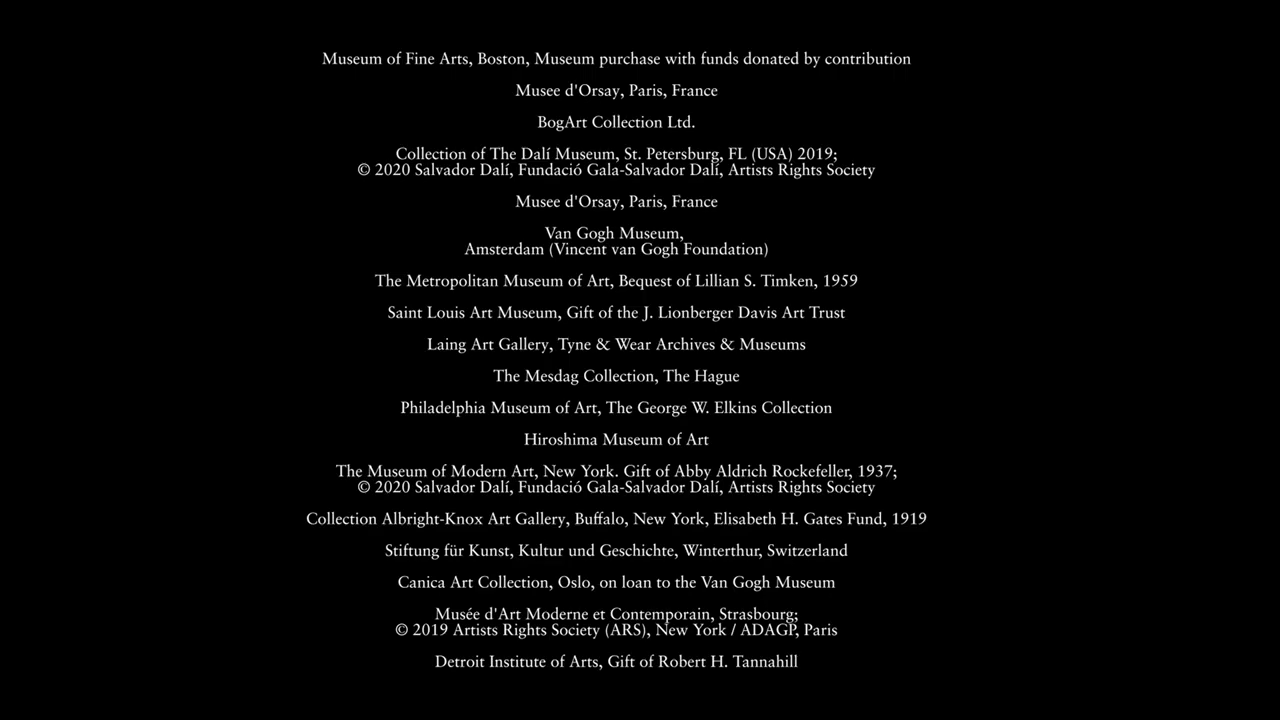 Museum of Fine Arts, Boston, Museum purchase with funds donated by contribution
Musee d'Orsay, Paris, France
BogArt Collection Ltd.
Collection of The Dalí Museum, St. Petersburg, FL (USA) 2019;
© 2020 Salvador Dalí, Fundació Gala-Salvador Dalí, Artists Rights Society
Musee d'Orsay, Paris, France
Van Gogh Museum,
Amsterdam (Vincent van Gogh Foundation)
The Metropolitan Museum of Art, Bequest of Lillian S. Timken, 1959
Saint Louis Art Museum, Gift of the J. Lionberger Davis Art Trust
Laing Art Gallery, Tyne & Wear Archives & Museums
The Mesdag Collection, The Hague
Philadelphia Museum of Art, The George W. Elkins Collection
Hiroshima Museum of Art
The Museum of Modern Art, New York. Gift of Abby Aldrich Rockefeller, 1937;
© 2020 Salvador Dalí, Fundació Gala-Salvador Dalí, Artists Rights Society
Collection Albright-Knox Art Gallery, Buffalo, New York, Elisabeth H. Gates Fund, 1919
Stiftung für Kunst, Kultur und Geschichte, Winterthur, Switzerland
Canica Art Collection, Oslo, on loan to the Van Gogh Museum
Musée d'Art Moderne et Contemporain, Strasbourg;
© 2019 Artists Rights Society (ARS), New York / ADAGP, Paris
Detroit Institute of Arts, Gift of Robert H. Tannahill